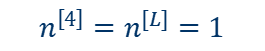 n^{[4]} = n^{[L]} = 1